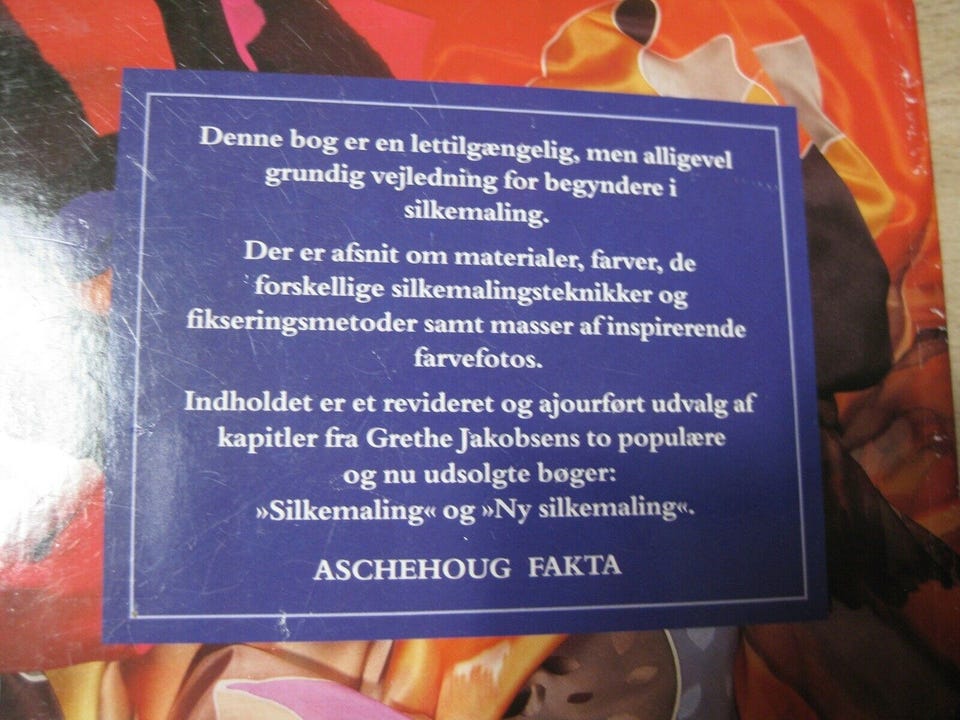 Denne bog er en lettilgængelig, men alligevel
grundig vejledning for begyndere i
silkemaling.
Der er afsnit om materialer, farver, de
forskellige silkemalingsteknikker og
fikseringsmetoder samt masser af inspirerende
farvefotos.
Indholdet er et revideret og ajourført udvalg af
kapitler fra Grethe Jakobsens to populære
og nu udsolgte bøger:
»Silkemaling« og »Ny silkemaling«.
ASCHEHOUG FAKTA